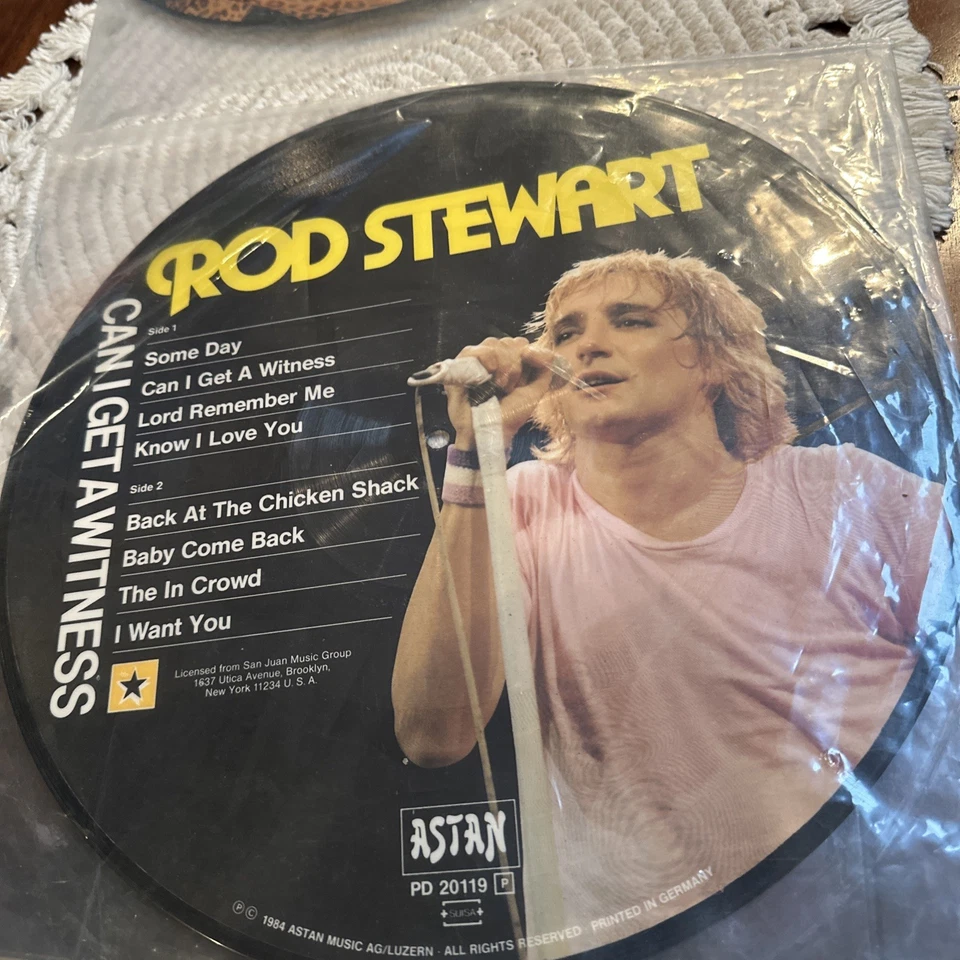 ROD STEWART
CAN I GET A WITNESS
Side 1
Some Day
Can I Get A Witness
Lord Remember Me
Know I Love You
Side 2
Back At The Chicken Shack
Baby Come Back
The In Crowd
I Want You
Licensed from San Juan Music Group
1637 Utica Avenue, Brooklyn,
New York 11234 U. S. A.
ASTAN
PD 20119 P
SUISA
Ⓟ © 1984 ASTAN MUSIC AG/LUZERN · ALL RIGHTS RESERVED · PRINTED IN GERMANY